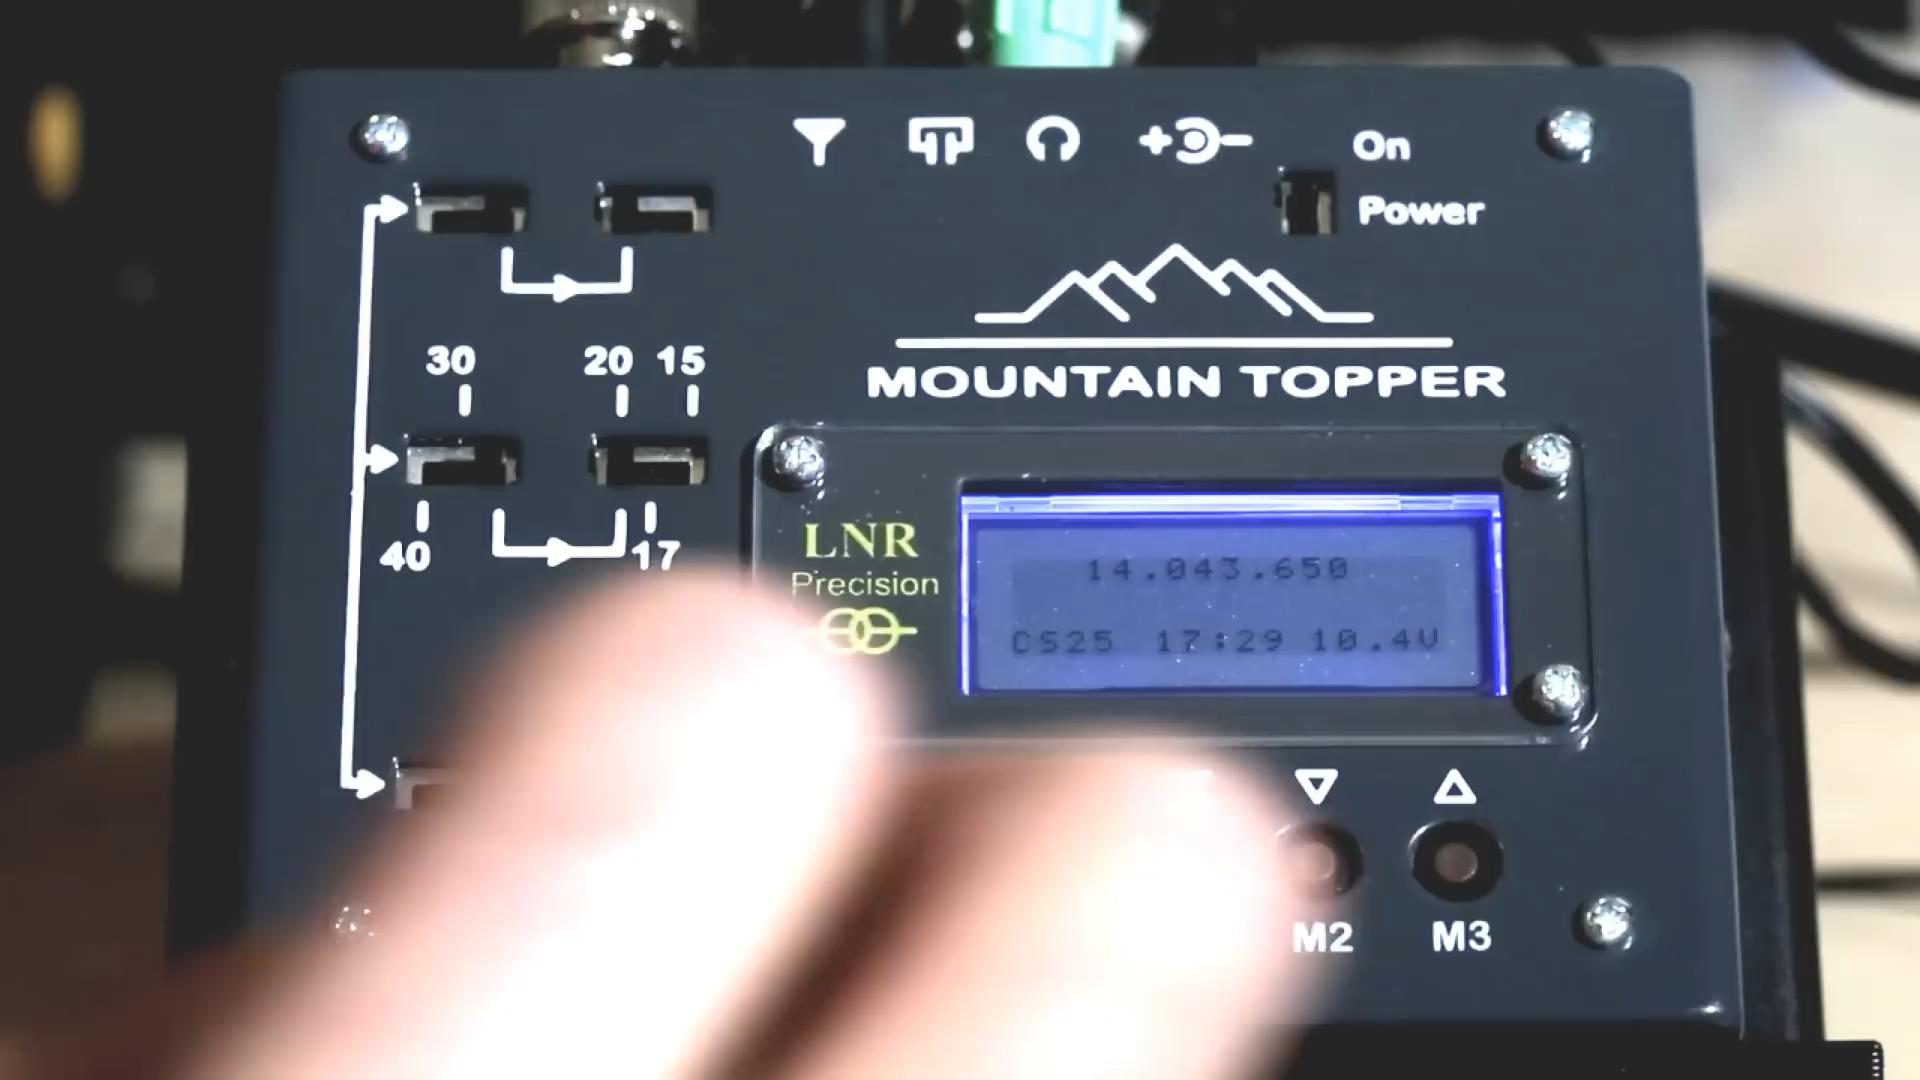 On
Power
30
20 15
MOUNTAIN TOPPER
40
17
LNR
Precision
14.043.650
CS25 17:29 10.4V
M2
M3